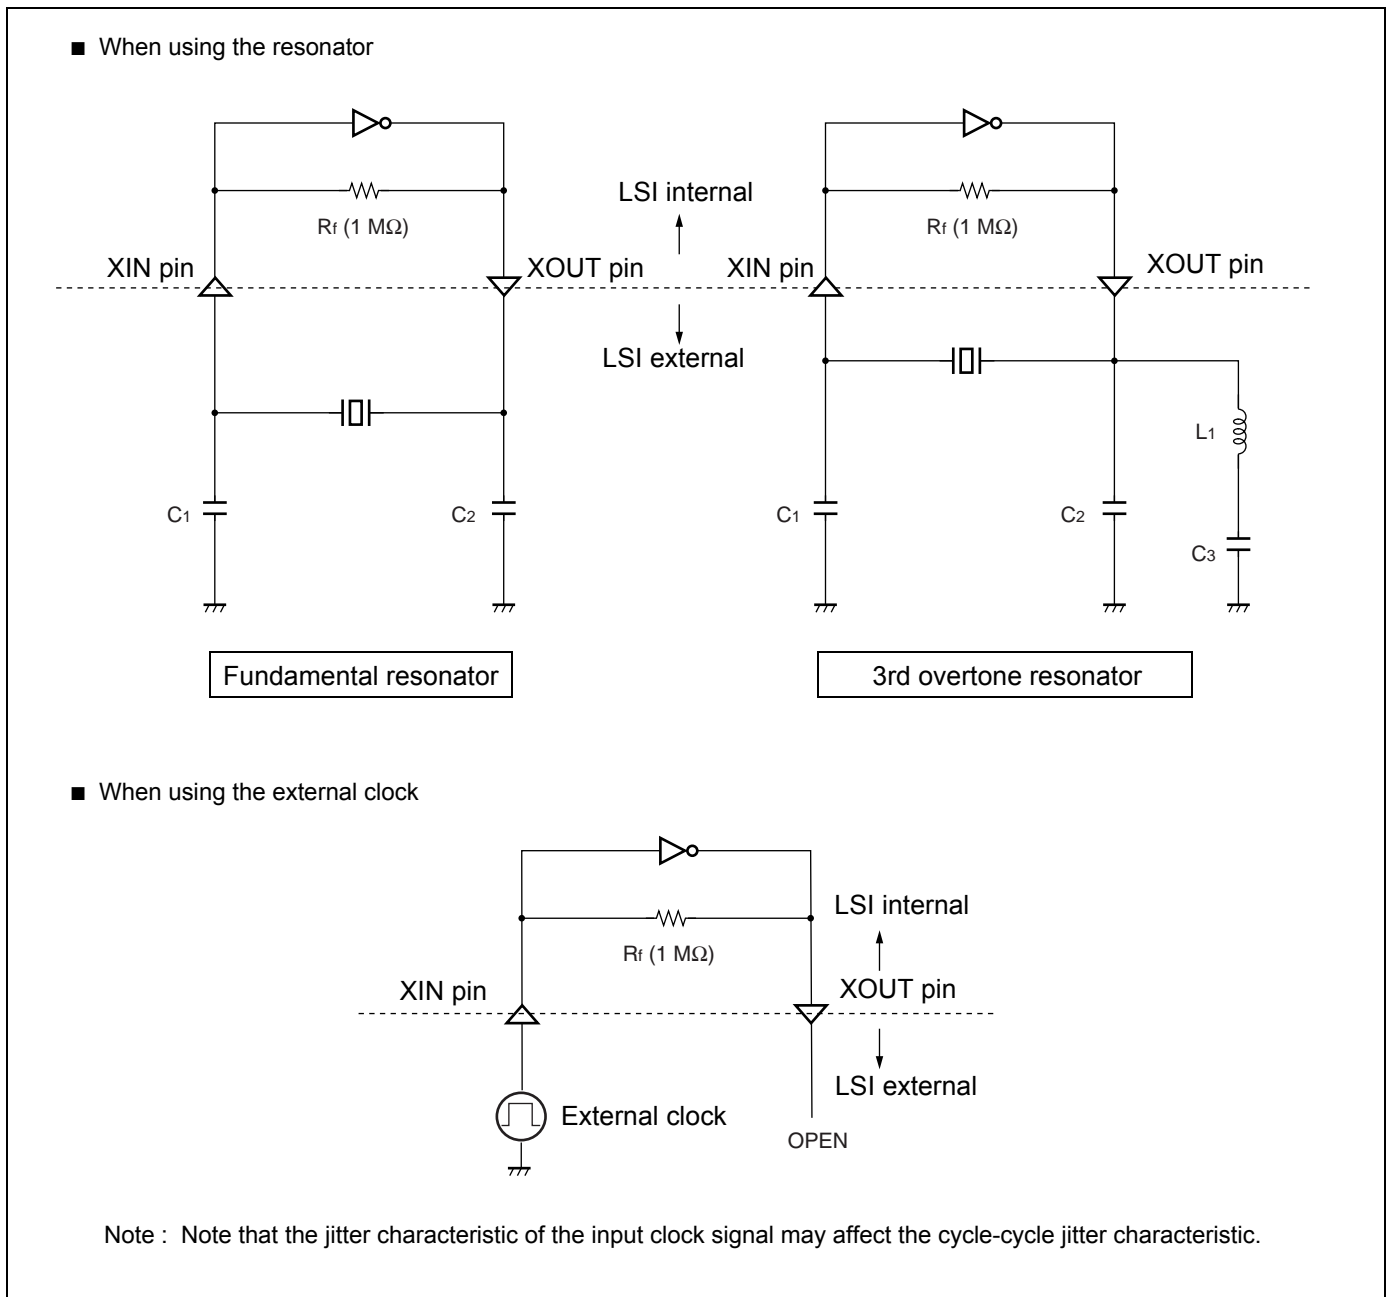 ■ When using the resonator
Rf (1 MΩ)
Rf (1 MΩ)
LSI internal
XIN pin
XOUT pin
XIN pin
XOUT pin
LSI external
L1
C1
C2
C1
C2
C3
Fundamental resonator
3rd overtone resonator
■ When using the external clock
LSI internal
Rf (1 MΩ)
XIN pin
XOUT pin
LSI external
External clock
OPEN
Note : Note that the jitter characteristic of the input clock signal may affect the cycle-cycle jitter characteristic.